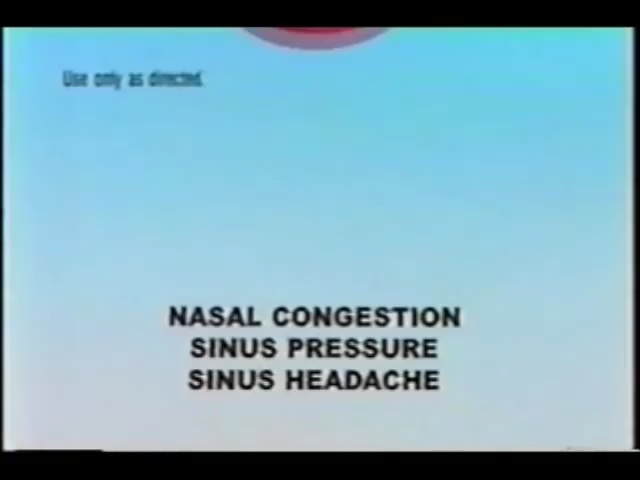 Use only as directed.
NASAL CONGESTION
SINUS PRESSURE
SINUS HEADACHE